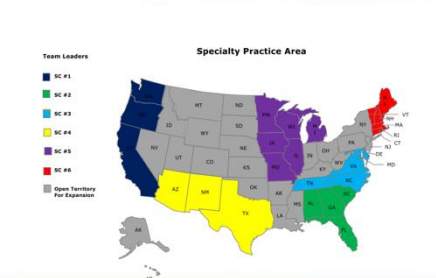 Specialty Practice Area
Team Leaders
SC #1
SC #2
SC #3
SC #4
SC #5
SC #6
Open Territory
For Expansion
MT
ND
ID
SD
WY
NE
NV
UT
CO
KS
AZ
NM
OK
TX
AR
LA
MS
AL
GA
SC
NC
TN
KY
VA
WV
OH
IN
IL
MO
IA
WI
MN
PA
NY
VT
NH
MA
RI
CT
NJ
DE
MD
FL
AK